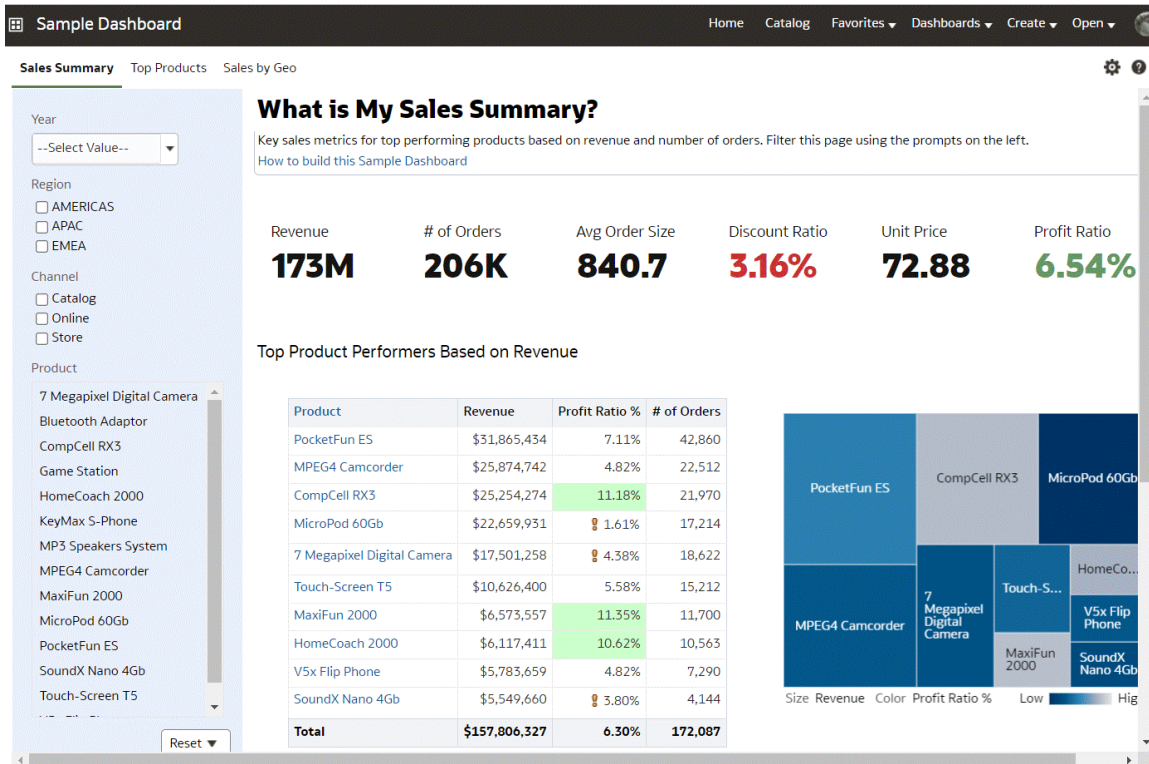 Sample Dashboard
Home Catalog Favorites Dashboards Create Open
Sales Summary Top Products Sales by Geo
Year
--Select Value--
Region
AMERICAS
APAC
EMEA
Channel
Catalog
Online
Store
Product
7 Megapixel Digital Camera
Bluetooth Adaptor
CompCell RX3
Game Station
HomeCoach 2000
KeyMax S-Phone
MP3 Speakers System
MPEG4 Camcorder
MaxiFun 2000
MicroPod 60Gb
PocketFun ES
SoundX Nano 4Gb
Touch-Screen T5
Reset
What is My Sales Summary?
Key sales metrics for top performing products based on revenue and number of orders. Filter this page using the prompts on the left.
How to build this Sample Dashboard
Revenue # of Orders Avg Order Size Discount Ratio Unit Price Profit Ratio
173M 206K 840.7 3.16% 72.88 6.54%
Top Product Performers Based on Revenue
Product Revenue Profit Ratio % # of Orders
PocketFun ES $31,865,434 7.11% 42,860
MPEG4 Camcorder $25,874,742 4.82% 22,512
CompCell RX3 $25,254,274 11.18% 21,970
MicroPod 60Gb $22,659,931 1.61% 17,214
7 Megapixel Digital Camera $17,501,258 4.38% 18,622
Touch-Screen T5 $10,626,400 5.58% 15,212
MaxiFun 2000 $6,573,557 11.35% 11,700
HomeCoach 2000 $6,117,411 10.62% 10,563
V5x Flip Phone $5,783,659 4.82% 7,290
SoundX Nano 4Gb $5,549,660 3.80% 4,144
Total $157,806,327 6.30% 172,087
PocketFun ES
CompCell RX3
MicroPod 60Gb
MPEG4 Camcorder
7
Megapixel
Digital
Camera
Touch-S...
HomeCo...
V5x Flip
Phone
MaxiFun
2000
SoundX
Nano 4Gb
Size Revenue Color Profit Ratio % Low Hig